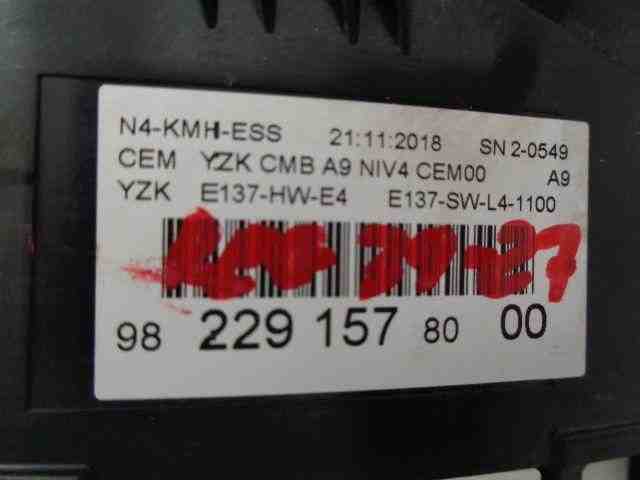 N4-KMH-ESS 21:11:2018 SN 2-0549
CEM YZK CMB A9 NIV4 CEM00 A9
YZK E137-HW-E4 E137-SW-L4-1100
98 229 157 80 00